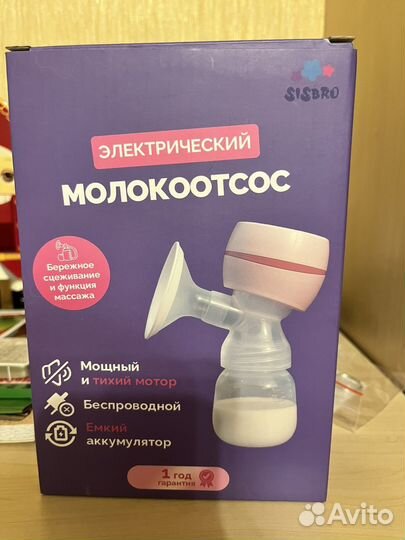 SISBRO
ЭЛЕКТРИЧЕСКИЙ
МОЛОКООТСОС
Бережное
сцеживание
и функция
массажа
Мощный
и тихий мотор
Беспроводной
Емкий
аккумулятор
1 год
гарантия
Avito